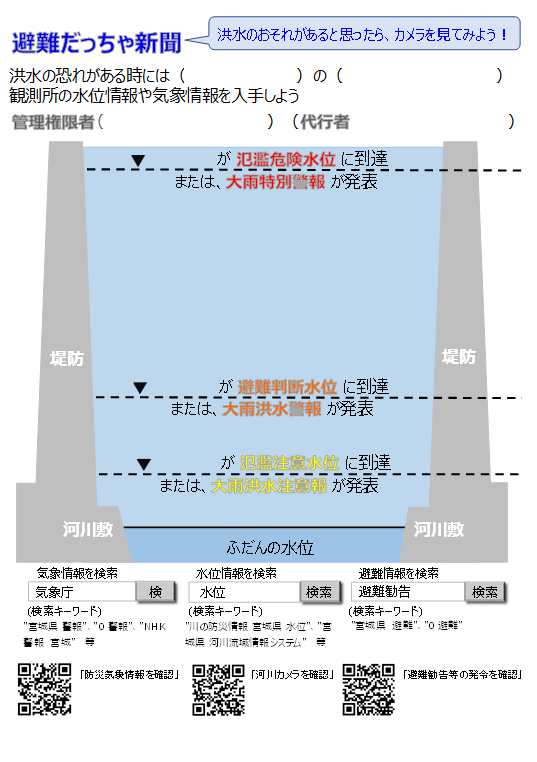 避難だっちゃ新聞
洪水のおそれがあると思ったら、カメラを見てみよう！
洪水の恐れがある時には（　　　　　　　　）の（　　　　　　　　　　　）
観測所の水位情報や気象情報を入手しよう
管理権限者（　　　　　　　　　　　　）（代行者　　　　　　　　　　　）
▼　が 氾濫危険水位 に到達
または、大雨特別警報 が発表
堤防
堤防
▼　が 避難判断水位 に到達
または、大雨洪水警報 が発表
▼　が 氾濫注意水位 に到達
または、大雨洪水注意報 が発表
河川敷
河川敷
ふだんの水位
気象情報を検索
気象庁　検
(検索キーワード)
"宮城県 警報"、"○警報"、"NHK
警報 宮城"　等
水位情報を検索
水位　検索
(検索キーワード)
"川の防災情報 宮城県 水位"、"宮
城県 河川流域情報システム"　等
避難情報を検索
避難勧告　検索
(検索キーワード)
"宮城県 避難"、"○避難"
「防災気象情報を確認」
「河川カメラを確認」
「避難勧告等の発令を確認」